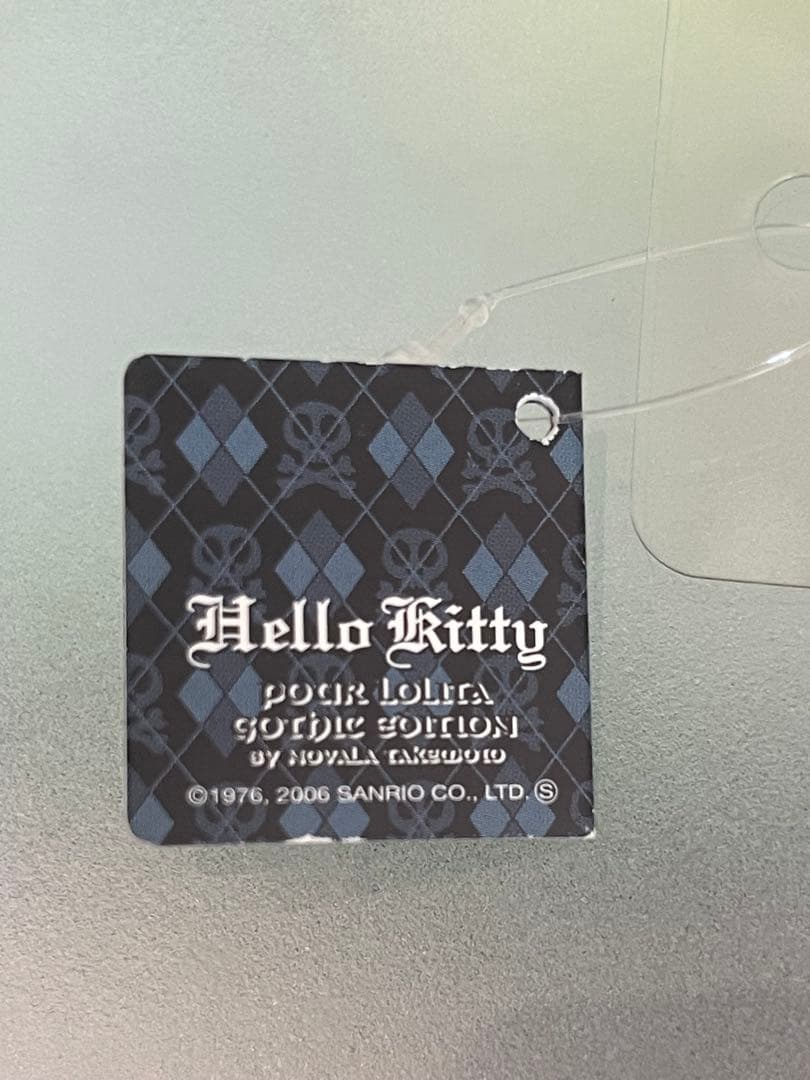 Hello Kitty
POUR LOLITA
GOTHIC EDITION
BY NOVALA TAKEMOTO
©1976, 2006 SANRIO CO., LTD. Ⓢ